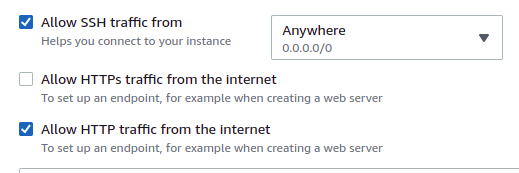 Allow SSH traffic from
Helps you connect to your instance
Anywhere
0.0.0.0/0
Allow HTTPs traffic from the internet
To set up an endpoint, for example when creating a web server
Allow HTTP traffic from the internet
To set up an endpoint, for example when creating a web server